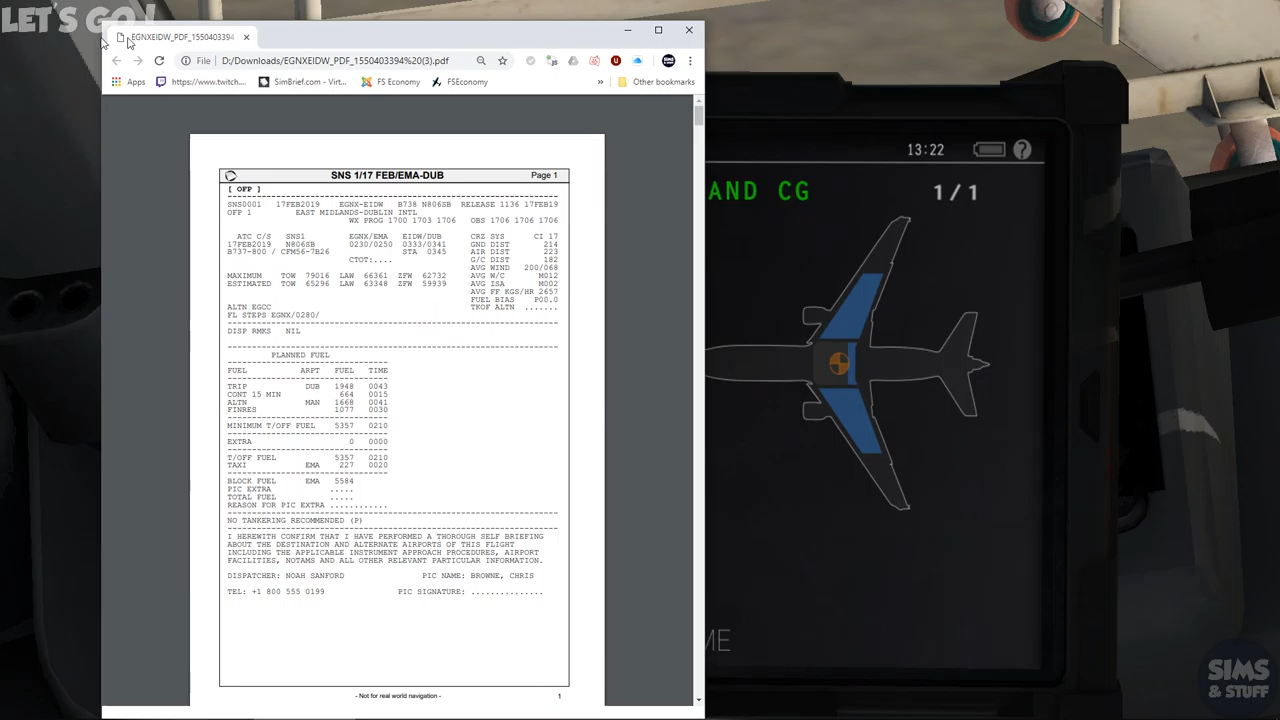 LET'S GO !
EGNXEIDW_PDF_1550403394
File
D:/Downloads/EGNXEIDW_PDF_1550403394%20(3).pdf
Apps
https://www.twitch...
SimBrief.com - Virt...
FS Economy
FSEconomy
»
Other bookmarks
SNS 1/17 FEB/EMA-DUB Page 1
[ OFP ]
SNS0001 17FEB2019 EGNX-EIDW B738 N806SB RELEASE 1136 17FEB19
OFP 1 EAST MIDLANDS-DUBLIN INTL
WX PROG 1700 1703 1706 OBS 1706 1706 1706
ATC C/S SNS1 EGNX/EMA EIDW/DUB CRZ SYS CI 17
17FEB2019 N806SB 0230/0250 0333/0341 GND DIST 214
B737-800 / CFM56-7B26 STA 0345 AIR DIST 223
CTOT:.... G/C DIST 182
AVG WIND 200/068
MAXIMUM TOW 79016 LAW 66361 ZFW 62732 AVG W/C M012
ESTIMATED TOW 65296 LAW 63348 ZFW 59939 AVG ISA M002
AVG FF KGS/HR 2657
FUEL BIAS P00.0
ALTN EGCC TKOF ALTN .......
FL STEPS EGNX/0280/
DISP RMKS NIL
PLANNED FUEL
FUEL ARPT FUEL TIME
TRIP DUB 1948 0043
CONT 15 MIN 664 0015
ALTN MAN 1668 0041
FINRES 1077 0030
MINIMUM T/OFF FUEL 5357 0210
EXTRA 0 0000
T/OFF FUEL 5357 0210
TAXI EMA 227 0020
BLOCK FUEL EMA 5584
PIC EXTRA .....
TOTAL FUEL .....
REASON FOR PIC EXTRA ............
NO TANKERING RECOMMENDED (P)
I HEREWITH CONFIRM THAT I HAVE PERFORMED A THOROUGH SELF BRIEFING
ABOUT THE DESTINATION AND ALTERNATE AIRPORTS OF THIS FLIGHT
INCLUDING THE APPLICABLE INSTRUMENT APPROACH PROCEDURES, AIRPORT
FACILITIES, NOTAMS AND ALL OTHER RELEVANT PARTICULAR INFORMATION.
DISPATCHER: NOAH SANFORD PIC NAME: BROWNE, CHRIS
TEL: +1 800 555 0199 PIC SIGNATURE: ...............
- Not for real world navigation - 1
13:22
?
AND CG 1/1
ME
SIMS
& STUFF